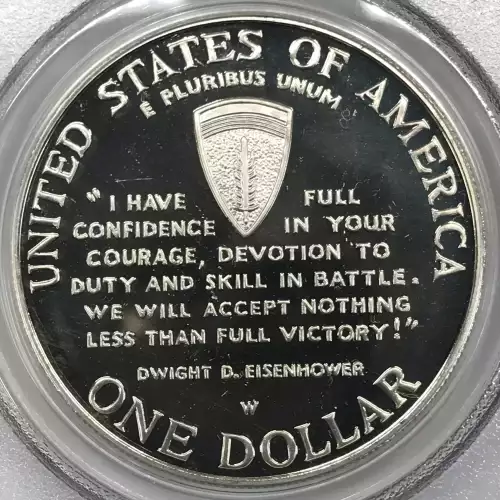 UNITED STATES OF AMERICA
E PLURIBUS UNUM
"I HAVE FULL
CONFIDENCE IN YOUR
COURAGE, DEVOTION TO
DUTY AND SKILL IN BATTLE.
WE WILL ACCEPT NOTHING
LESS THAN FULL VICTORY!"
DWIGHT D. EISENHOWER
W
ONE DOLLAR